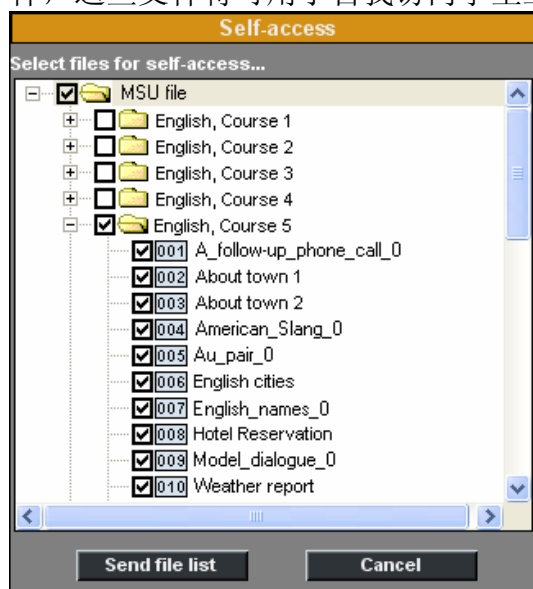 Self-access
Select files for self-access...
MSU file
English, Course 1
English, Course 2
English, Course 3
English, Course 4
English, Course 5
001 A_follow-up_phone_call_0
002 About town 1
003 About town 2
004 American_Slang_0
005 Au_pair_0
006 English cities
007 English_names_0
008 Hotel Reservation
009 Model_dialogue_0
010 Weather report
Send file list Cancel